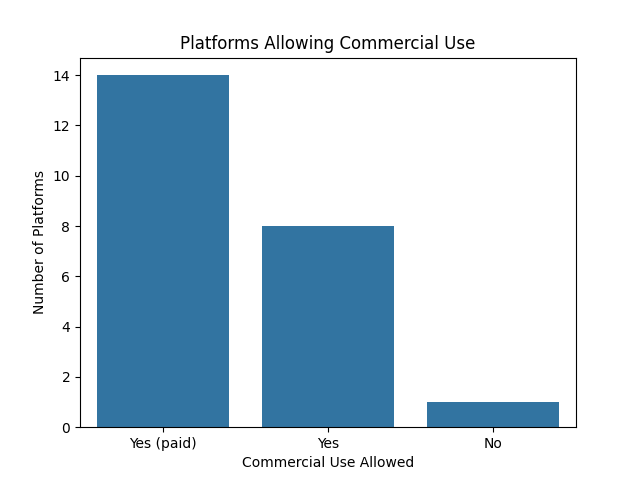 Platforms Allowing Commercial Use
Number of Platforms
14
12
10
8
6
4
2
0
Yes (paid)
Yes
No
Commercial Use Allowed